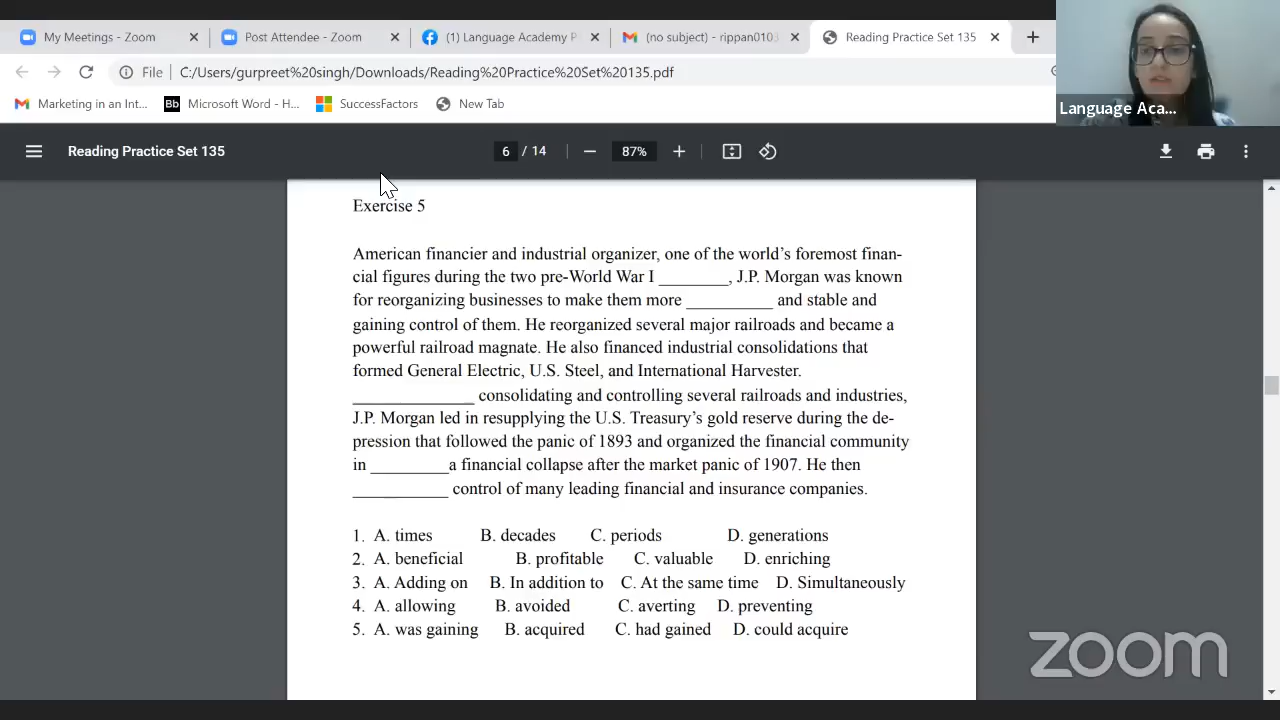 My Meetings - Zoom
Post Attendee - Zoom
(1) Language Academy P
(no subject) - rippan0103
Reading Practice Set 135
File C:/Users/gurpreet%20singh/Downloads/Reading%20Practice%20Set%20135.pdf
Marketing in an Int...
Bb Microsoft Word - H...
SuccessFactors
New Tab
Language Aca...
Reading Practice Set 135
6 / 14
87%
Exercise 5
American financier and industrial organizer, one of the world's foremost finan-
cial figures during the two pre-World War I ________, J.P. Morgan was known
for reorganizing businesses to make them more __________ and stable and
gaining control of them. He reorganized several major railroads and became a
powerful railroad magnate. He also financed industrial consolidations that
formed General Electric, U.S. Steel, and International Harvester.
______________ consolidating and controlling several railroads and industries,
J.P. Morgan led in resupplying the U.S. Treasury's gold reserve during the de-
pression that followed the panic of 1893 and organized the financial community
in _________a financial collapse after the market panic of 1907. He then
___________ control of many leading financial and insurance companies.
1. A. times B. decades C. periods D. generations
2. A. beneficial B. profitable C. valuable D. enriching
3. A. Adding on B. In addition to C. At the same time D. Simultaneously
4. A. allowing B. avoided C. averting D. preventing
5. A. was gaining B. acquired C. had gained D. could acquire
zoom